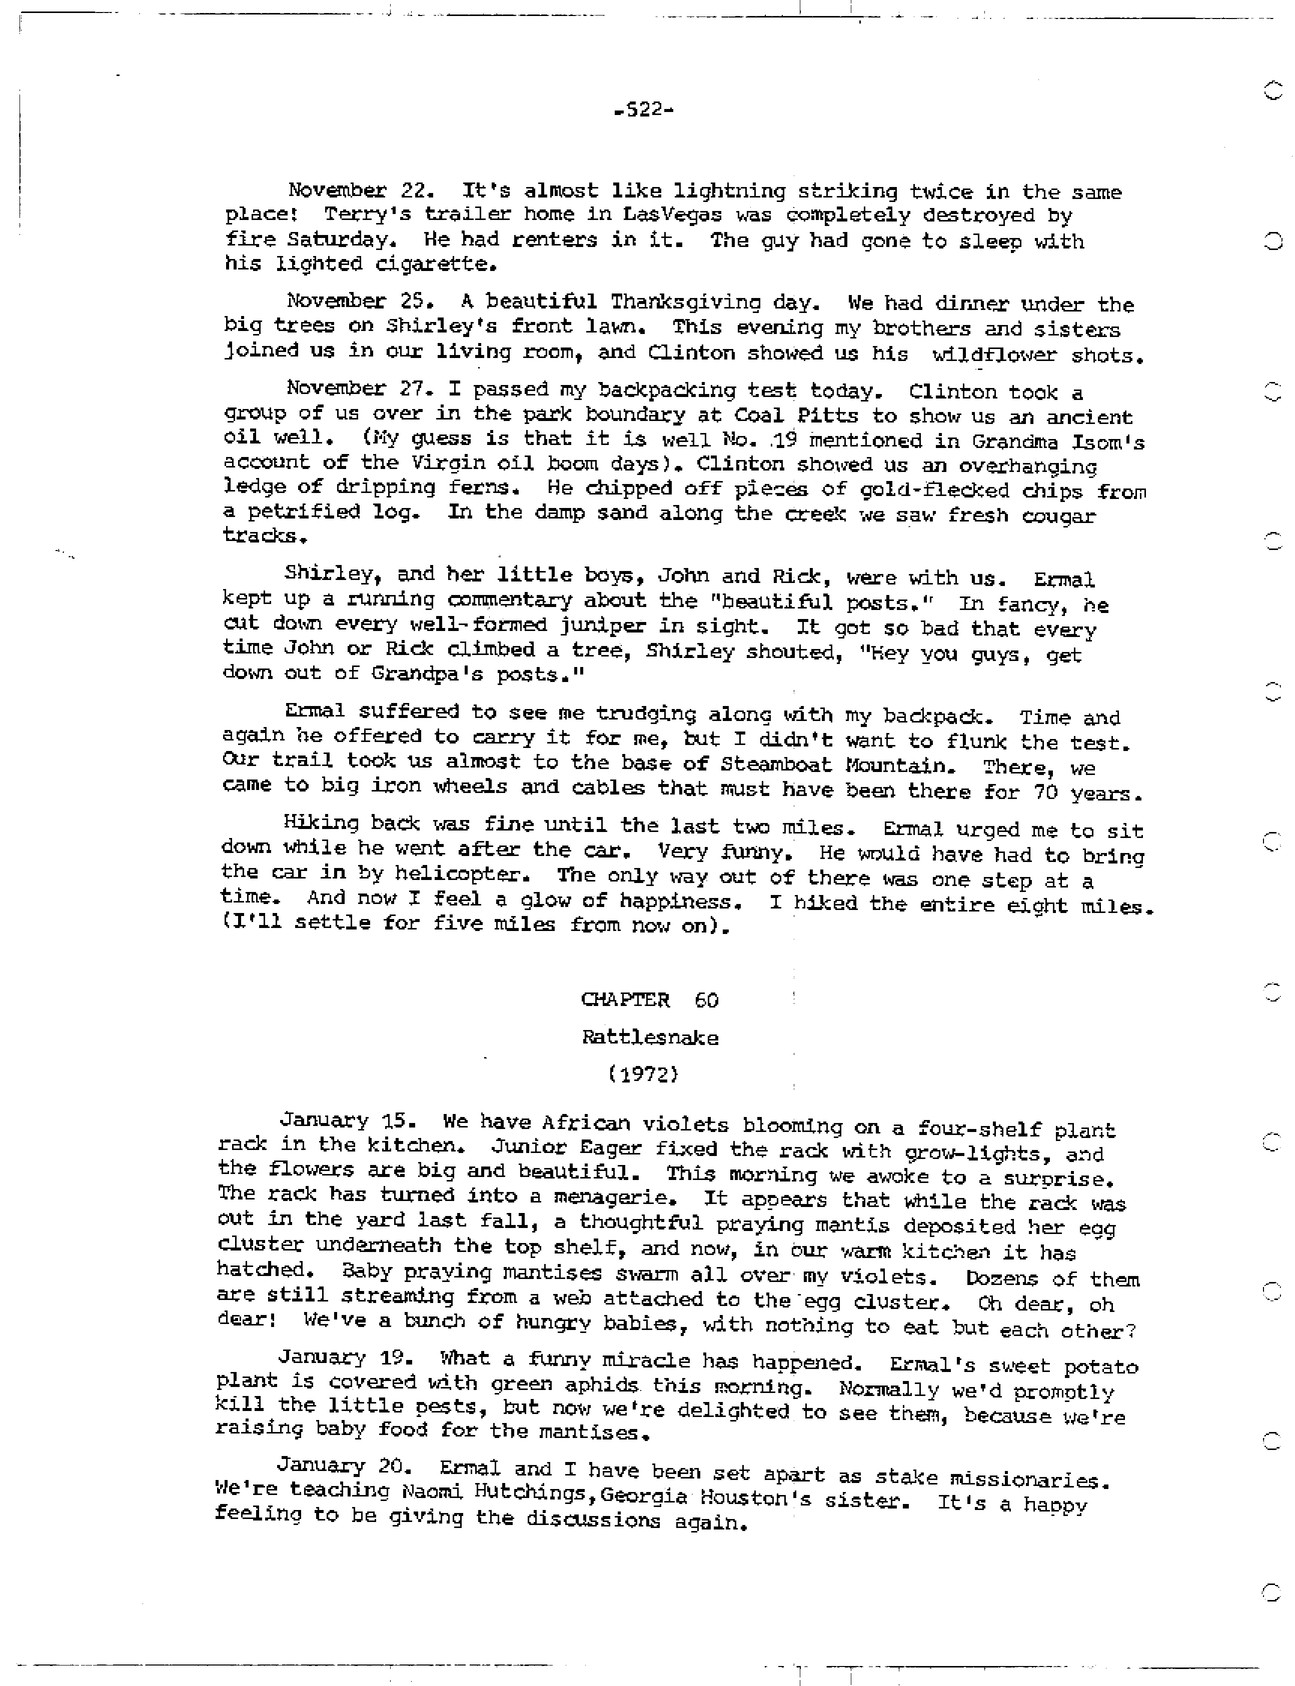 -522-
November 22. It's almost like lightning striking twice in the same
place! Terry's trailer home in LasVegas was completely destroyed by
fire Saturday. He had renters in it. The guy had gone to sleep with
his lighted cigarette.
November 25. A beautiful Thanksgiving day. We had dinner under the
big trees on Shirley's front lawn. This evening my brothers and sisters
joined us in our living room, and Clinton showed us his wildflower shots.
November 27. I passed my backpacking test today. Clinton took a
group of us over in the park boundary at Coal Pitts to show us an ancient
oil well. (My guess is that it is well No. 19 mentioned in Grandma Isom's
account of the Virgin oil boom days). Clinton showed us an overhanging
ledge of dripping ferns. He chipped off pieces of gold-flecked chips from
a petrified log. In the damp sand along the creek we saw fresh cougar
tracks.
Shirley, and her little boys, John and Rick, were with us. Ermal
kept up a running commentary about the "beautiful posts." In fancy, he
cut down every well-formed juniper in sight. It got so bad that every
time John or Rick climbed a tree, Shirley shouted, "Hey you guys, get
down out of Grandpa's posts."
Ermal suffered to see me trudging along with my backpack. Time and
again he offered to carry it for me, but I didn't want to flunk the test.
Our trail took us almost to the base of Steamboat Mountain. There, we
came to big iron wheels and cables that must have been there for 70 years.
Hiking back was fine until the last two miles. Ermal urged me to sit
down while he went after the car. Very funny. He would have had to bring
the car in by helicopter. The only way out of there was one step at a
time. And now I feel a glow of happiness. I hiked the entire eight miles.
(I'll settle for five miles from now on).
CHAPTER 60
Rattlesnake
(1972)
January 15. We have African violets blooming on a four-shelf plant
rack in the kitchen. Junior Eager fixed the rack with grow-lights, and
the flowers are big and beautiful. This morning we awoke to a surprise.
The rack has turned into a menagerie. It appears that while the rack was
out in the yard last fall, a thoughtful praying mantis deposited her egg
cluster underneath the top shelf, and now, in our warm kitchen it has
hatched. Baby praying mantises swarm all over my violets. Dozens of them
are still streaming from a web attached to the egg cluster. Oh dear, oh
dear! We've a bunch of hungry babies, with nothing to eat but each other?
January 19. What a funny miracle has happened. Ermal's sweet potato
plant is covered with green aphids this morning. Normally we'd promptly
kill the little pests, but now we're delighted to see them, because we're
raising baby food for the mantises.
January 20. Ermal and I have been set apart as stake missionaries.
We're teaching Naomi Hutchings,Georgia Houston's sister. It's a happy
feeling to be giving the discussions again.